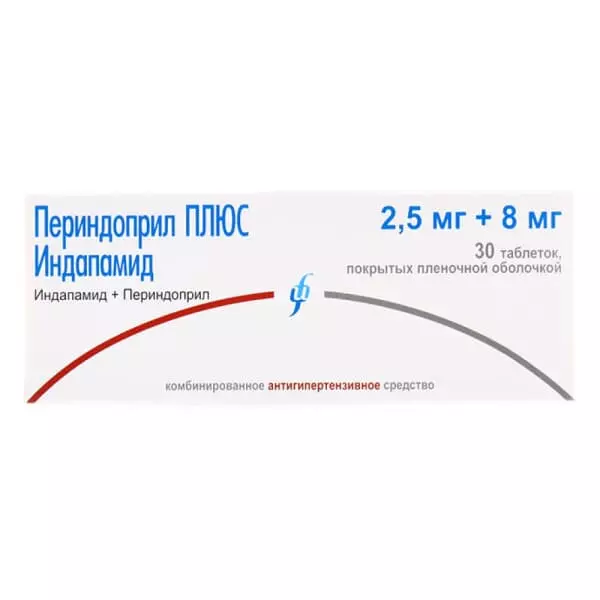 Периндоприл ПЛЮС
Индапамид
Индапамид + Периндоприл
2,5 мг + 8 мг
30 таблеток,
покрытых пленочной оболочкой
комбинированное антигипертензивное средство